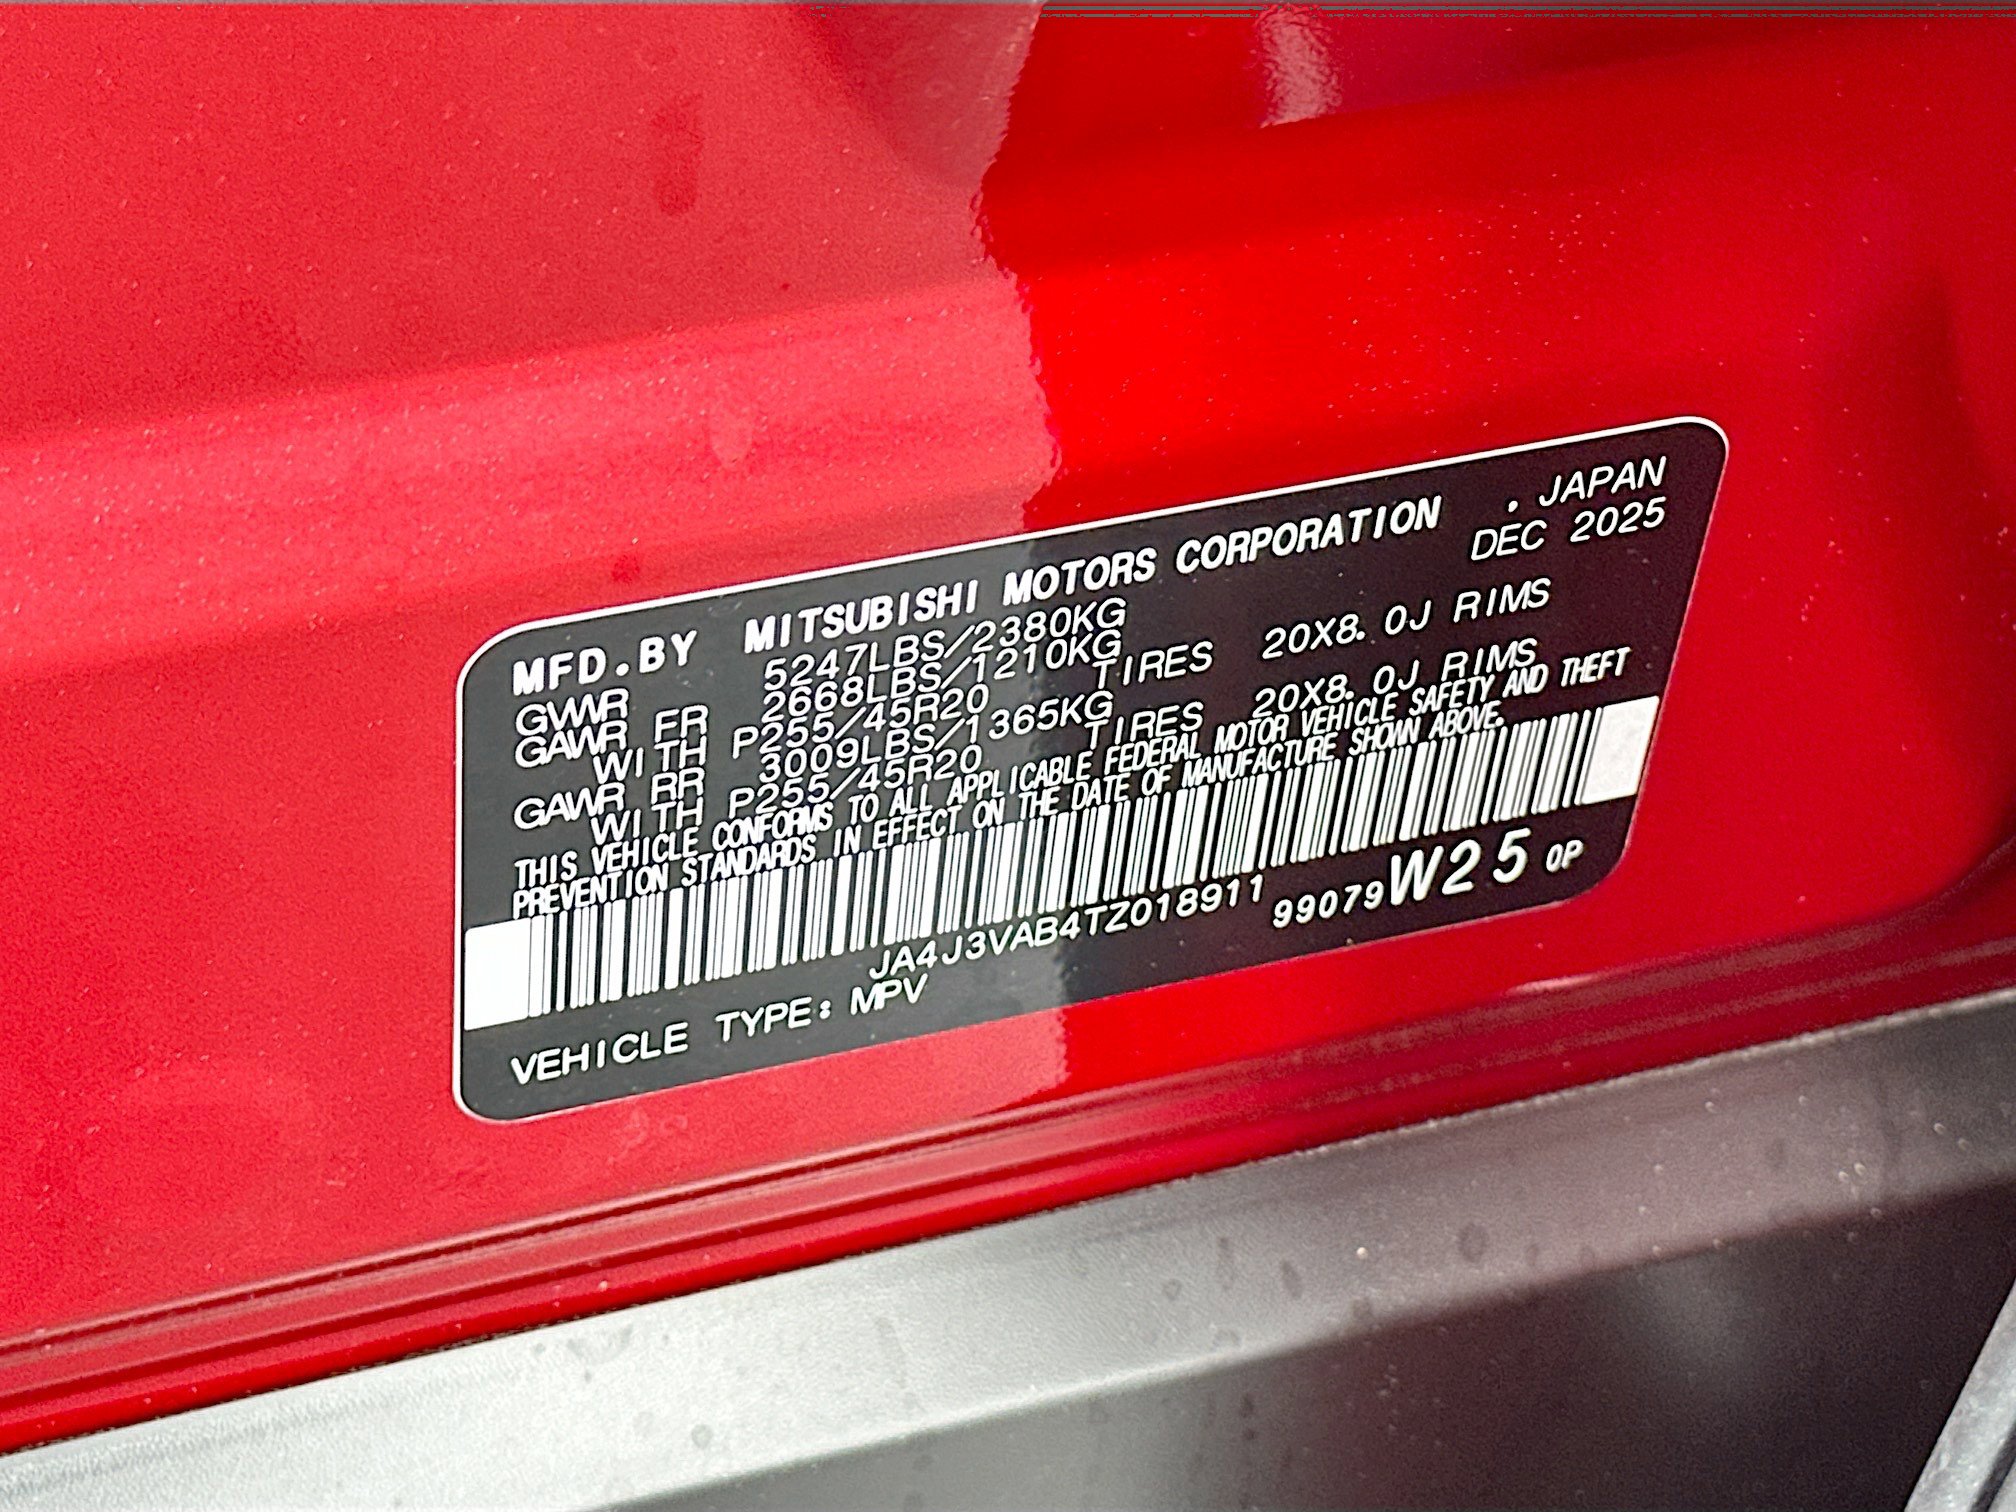 MFD.BY MITSUBISHI MOTORS CORPORATION . JAPAN
GVWR 5247LBS/2380KG DEC 2025
GAWR FR 2668LBS/1210KG
WITH P255/45R20 TIRES 20X8.0J RIMS
GAWR RR 3009LBS/1365KG
WITH P255/45R20 TIRES 20X8.0J RIMS
THIS VEHICLE CONFORMS TO ALL APPLICABLE FEDERAL MOTOR VEHICLE SAFETY AND THEFT
PREVENTION STANDARDS IN EFFECT ON THE DATE OF MANUFACTURE SHOWN ABOVE.
JA4J3VAB4TZ018911 99079W25 0P
VEHICLE TYPE: MPV